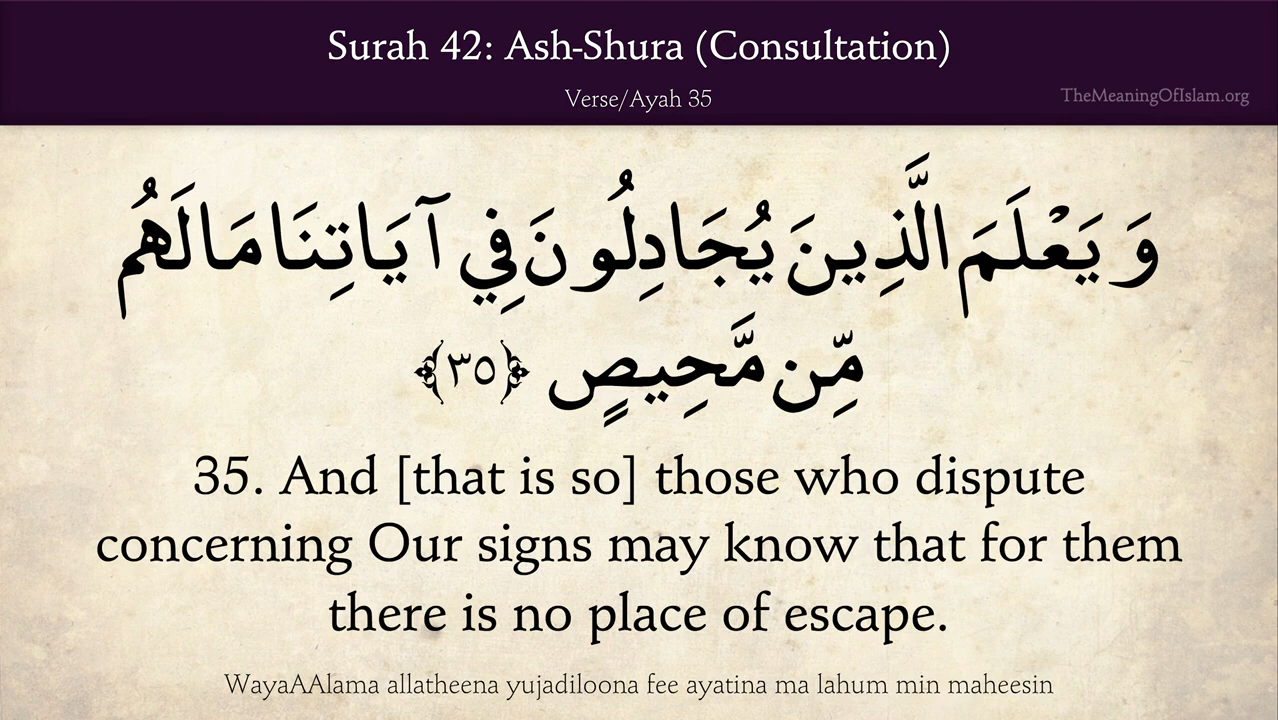 Surah 42: Ash-Shura (Consultation)
Verse/Ayah 35
TheMeaningOfIslam.org
وَيَعْلَمَ الَّذِينَ يُجَادِلُونَ فِي آيَاتِنَا مَا لَهُم
مِّن مَّحِيصٍ ﴿٣٥﴾
35. And [that is so] those who dispute
concerning Our signs may know that for them
there is no place of escape.
WayaAAlama allatheena yujadiloona fee ayatina ma lahum min maheesin